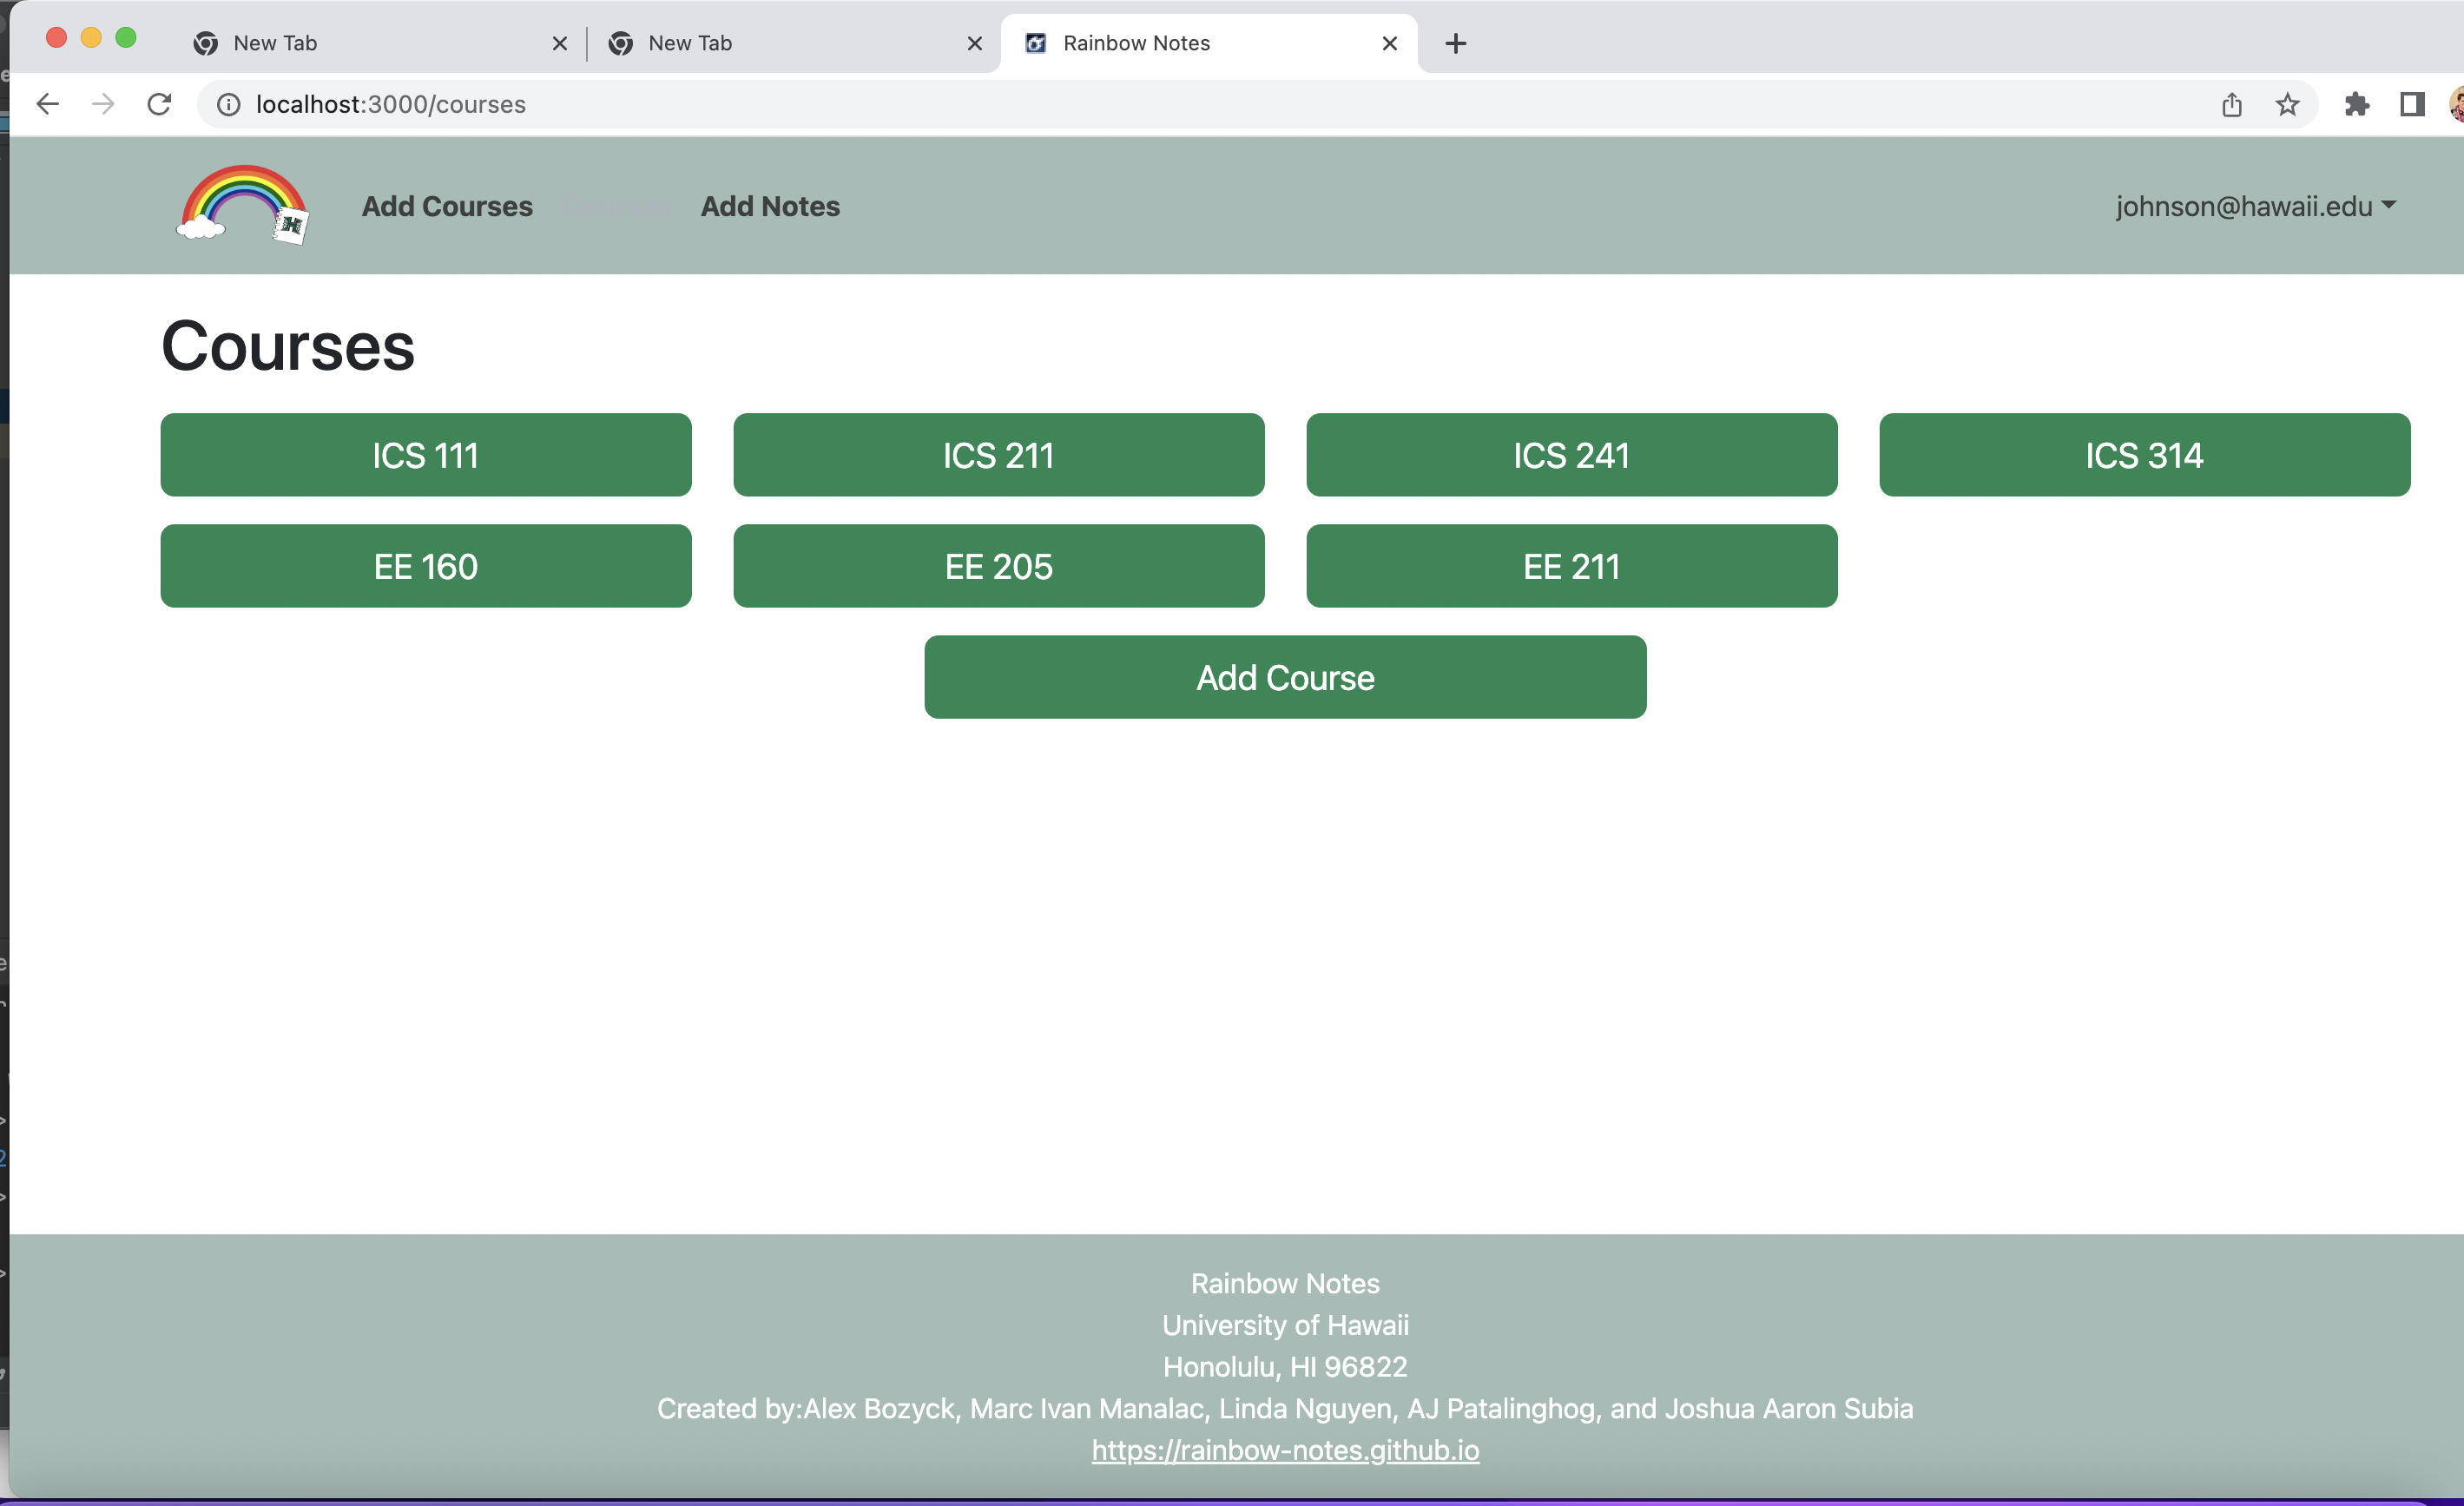 New Tab
New Tab
Rainbow Notes
localhost:3000/courses
H
Add Courses
Add Notes
johnson@hawaii.edu
Courses
ICS 111
ICS 211
ICS 241
ICS 314
EE 160
EE 205
EE 211
Add Course
Rainbow Notes
University of Hawaii
Honolulu, HI 96822
Created by:Alex Bozyck, Marc Ivan Manalac, Linda Nguyen, AJ Patalinghog, and Joshua Aaron Subia
https://rainbow-notes.github.io